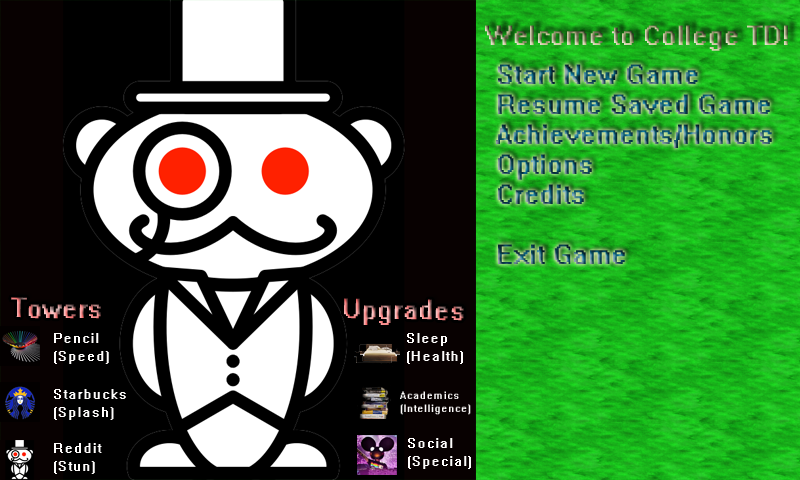 Welcome to College TD!
Start New Game
Resume Saved Game
Achievements/Honors
Options
Credits
Exit Game
Towers
Pencil
(Speed)
Starbucks
(Splash)
Reddit
(Stun)
Upgrades
Sleep
(Health)
Academics
(Intelligence)
Social
(Special)